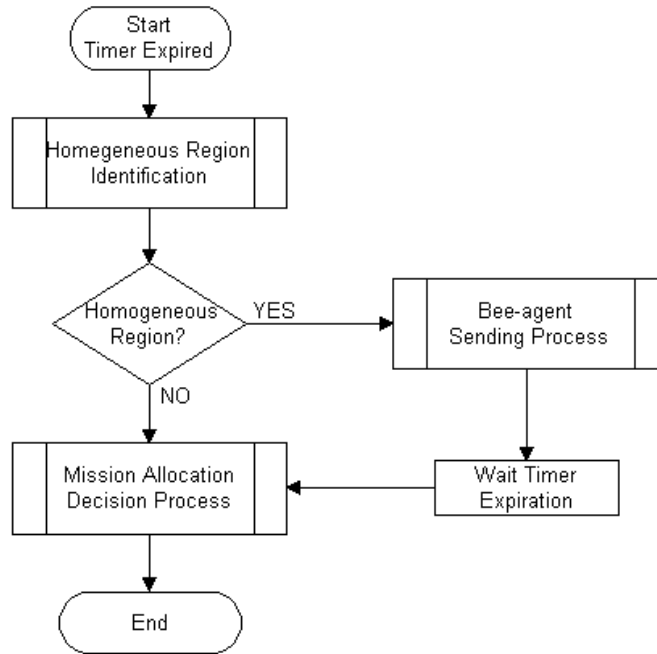 Start
Timer Expired
Homegeneous Region
Identification
Homogeneous
Region?
YES
Bee-agent
Sending Process
NO
Mission Allocation
Decision Process
Wait Timer
Expiration
End